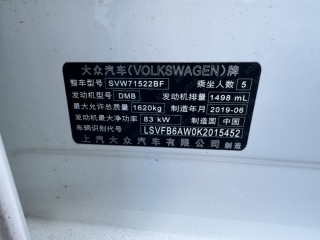 大众汽车(VOLKSWAGEN)牌
整车型号 SVW71522BF 乘坐人数 5
发动机型号 DMB 发动机排量 1498 mL
最大允许总质量 1620kg 制造年月 2019-06
发动机最大净功率 83 kW 制造国 中国
车辆识别代号 LSVFB6AW0K2015452
上汽大众汽车有限公司 制造